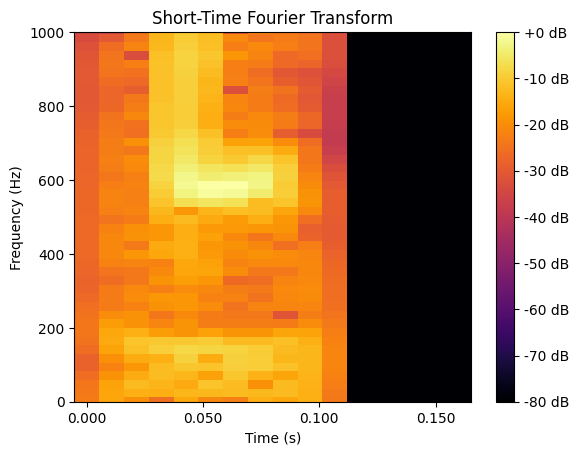 Short-Time Fourier Transform
1000
800
600
400
200
0
Frequency (Hz)
0.000
0.050
0.100
0.150
Time (s)
+0 dB
-10 dB
-20 dB
-30 dB
-40 dB
-50 dB
-60 dB
-70 dB
-80 dB